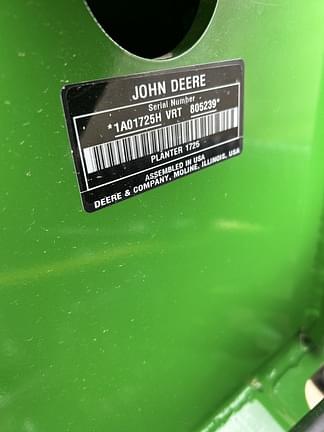 JOHN DEERE
Serial Number
*1A01725H VRT 805239*
PLANTER 1725
ASSEMBLED IN USA
DEERE & COMPANY, MOLINE, ILLINOIS, USA